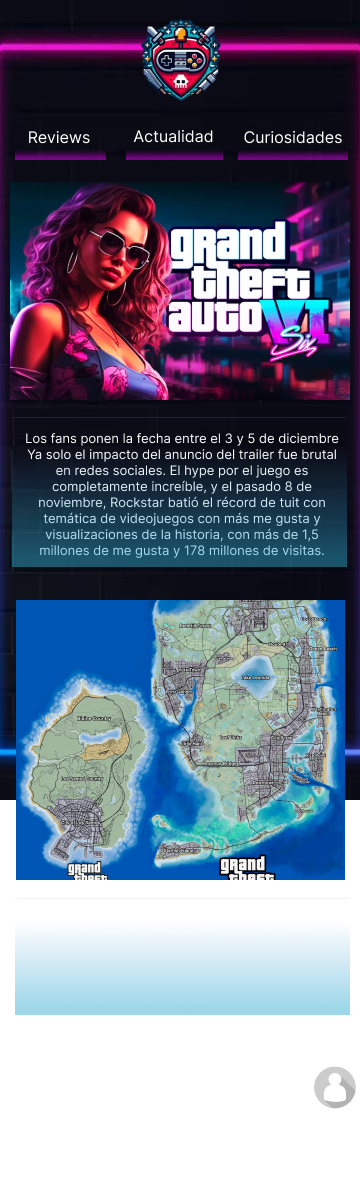 Reviews
Actualidad
Curiosidades
grand
theft
auto VI
Six
Los fans ponen la fecha entre el 3 y 5 de diciembre
Ya solo el impacto del anuncio del trailer fue brutal
en redes sociales. El hype por el juego es
completamente increíble, y el pasado 8 de
noviembre, Rockstar batió el récord de tuit con
temática de videojuegos con más me gusta y
visualizaciones de la historia, con más de 1,5
millones de me gusta y 178 millones de visitas.
Blaine County
grand
theft
grand
theft